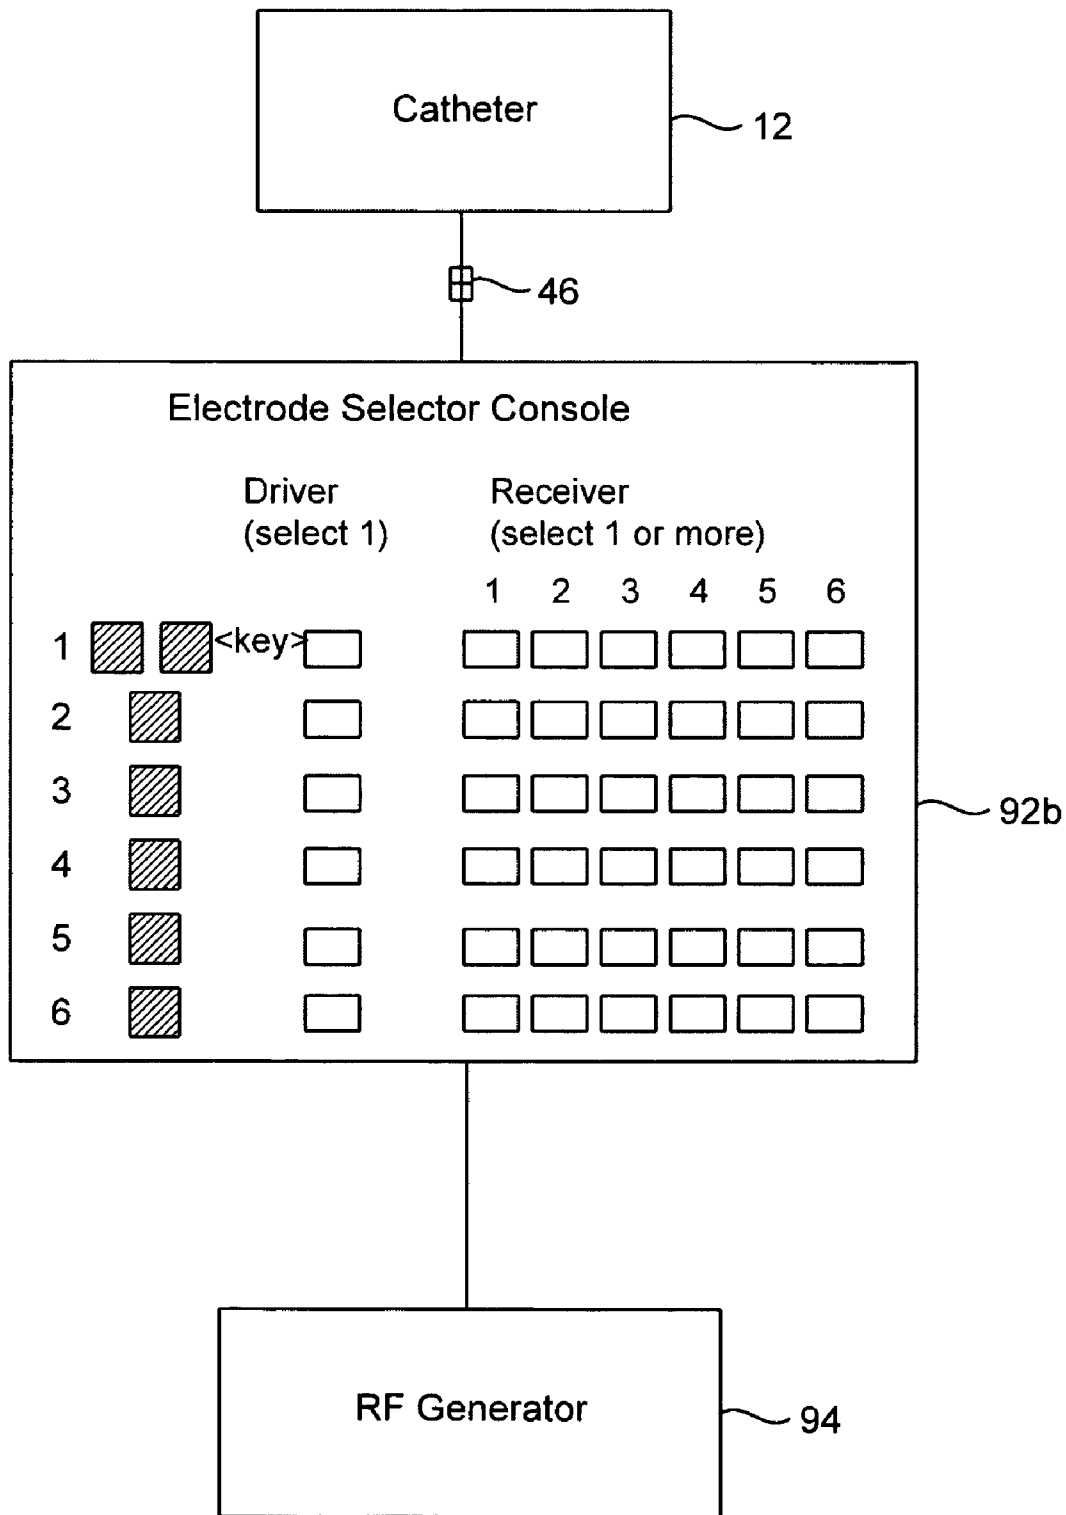 Catheter
12
46
Electrode Selector Console
Driver
(select 1)
Receiver
(select 1 or more)
1 2 3 4 5 6
1 <key>
2
3
4
5
6
92b
RF Generator
94